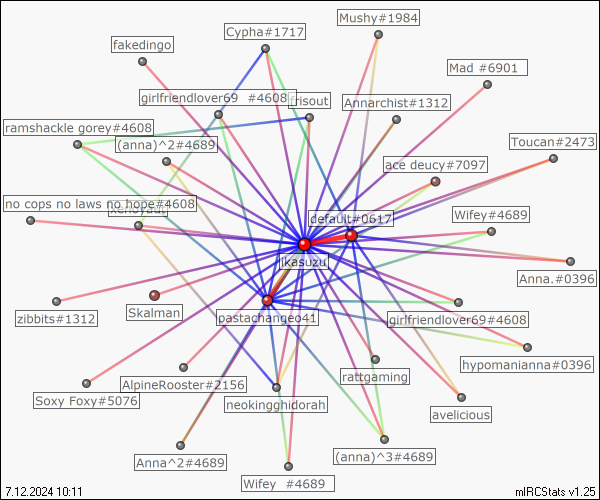 Mushy#1984
Cypha#1717
fakedingo
Mad #6901
girlfriendlover69 #4608
frisout
Annarchist#1312
ramshackle gorey#4608
(anna)^2#4689
Toucan#2473
ace deucy#7097
no cops no laws no hope#4608
default#0617
Wifey#4689
jkasuzu
Anna.#0396
Skalman
pastachangeo41
zibbits#1312
girlfriendlover69#4608
hypomanianna#0396
AlpineRooster#2156
rattgaming
Soxy Foxy#5076
neokingghidorah
avelicious
(anna)^3#4689
Anna^2#4689
Wifey #4689
7.12.2024 10:11
mIRCStats v1.25